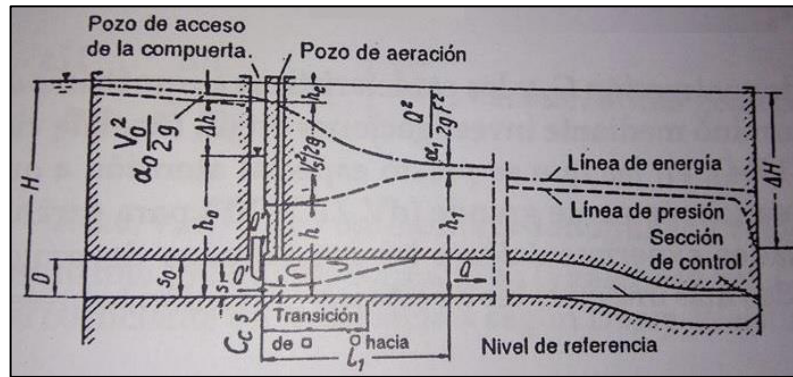 Pozo de acceso
de la compuerta.
Pozo de aeración
α₀ V₀²/2g
Δh
hₑ
α₁ Q²/2gF²
H
h₀
h
h₁
ΔH
Línea de energía
Línea de presión
Sección
de control
D
S₀
S
Q
Transición
de □ ○ hacia
L₁
Nivel de referencia